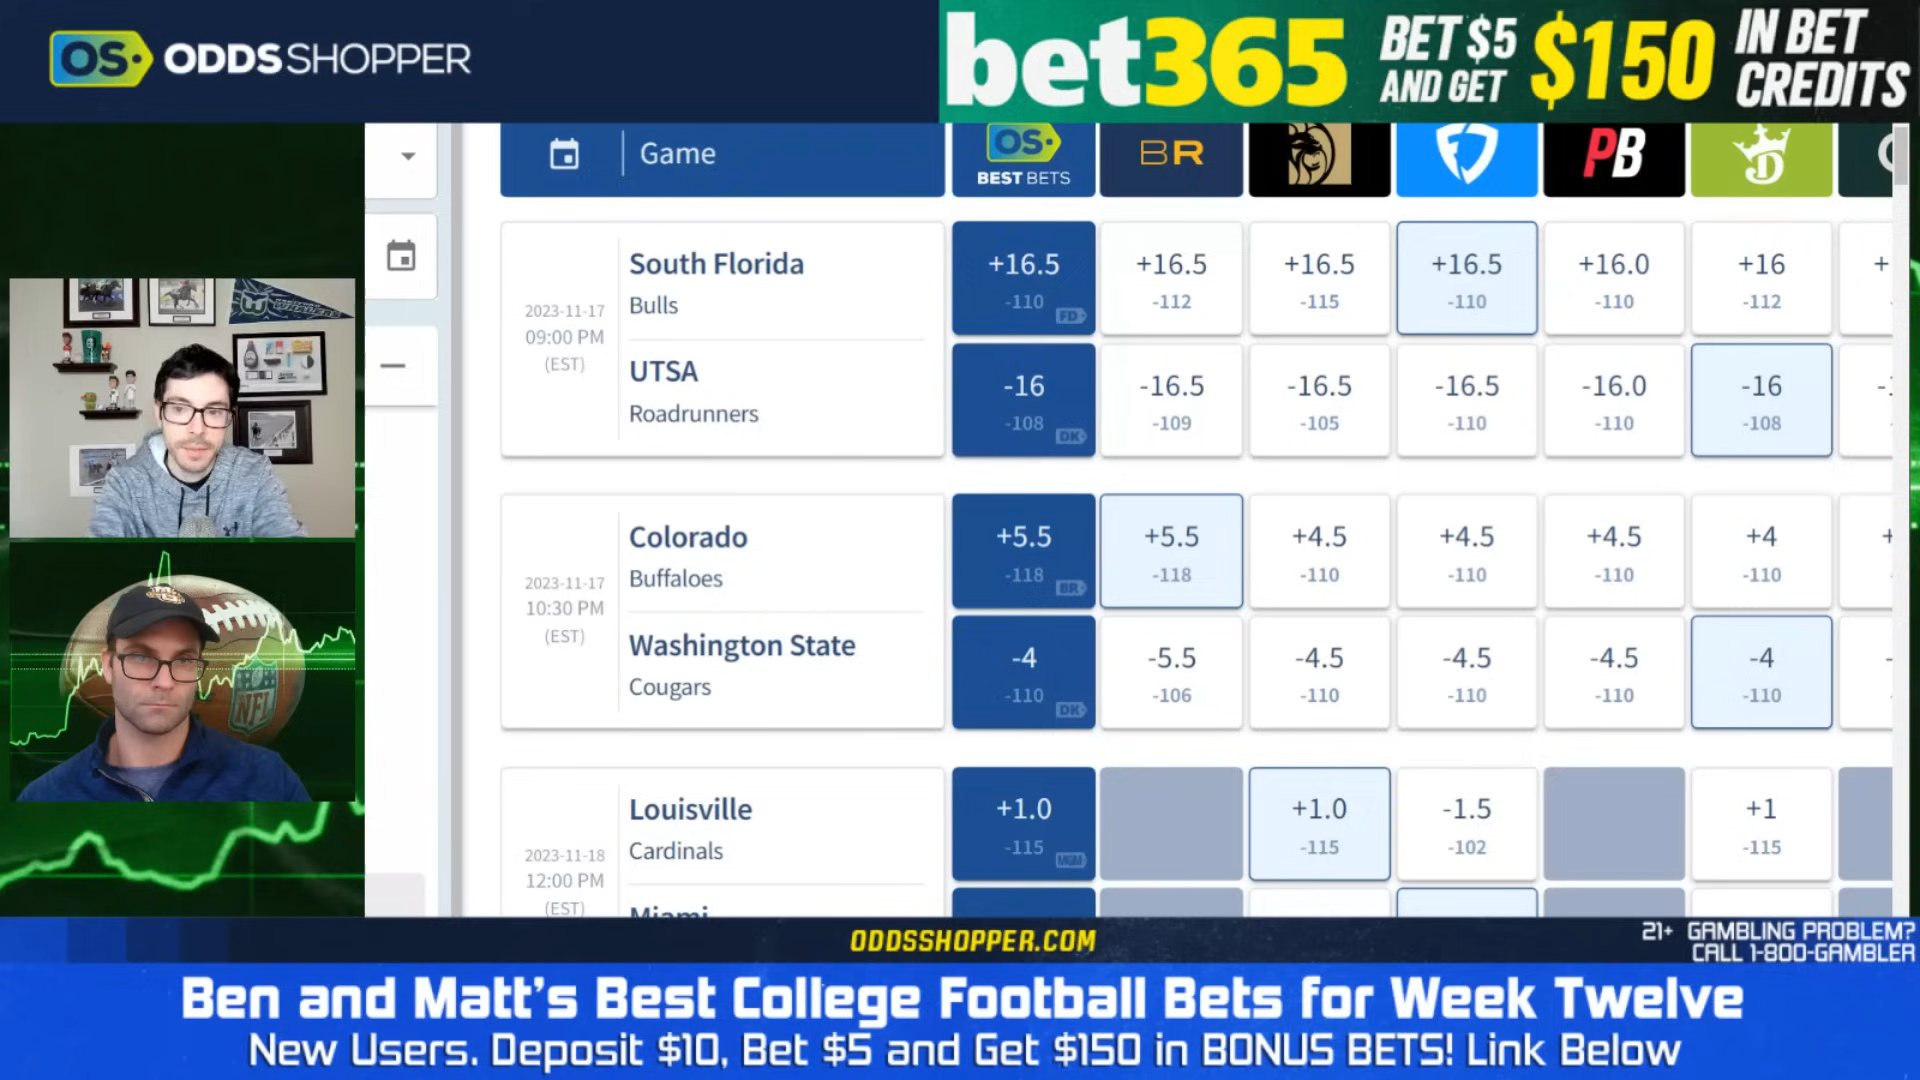 OS ODDSSHOPPER
bet365 BET $5 AND GET $150 IN BET CREDITS
Game OS BEST BETS BR PB
South Florida +16.5 +16.5 +16.5 +16.5 +16.0 +16 +
Bulls -110 FD -112 -115 -110 -110 -112
2023-11-17
09:00 PM
(EST)
UTSA -16 -16.5 -16.5 -16.5 -16.0 -16
Roadrunners -108 DK -109 -105 -110 -110 -108
Colorado +5.5 +5.5 +4.5 +4.5 +4.5 +4
Buffaloes -118 BR -118 -110 -110 -110 -110
2023-11-17
10:30 PM
(EST)
Washington State -4 -5.5 -4.5 -4.5 -4.5 -4
Cougars -110 DK -106 -110 -110 -110 -110
Louisville +1.0 +1.0 -1.5 +1
Cardinals -115 MGM -115 -102 -115
2023-11-18
12:00 PM
(EST)
Miami
NFL
ODDSSHOPPER.COM
21+ GAMBLING PROBLEM?
CALL 1-800-GAMBLER
Ben and Matt's Best College Football Bets for Week Twelve
New Users. Deposit $10, Bet $5 and Get $150 in BONUS BETS! Link Below